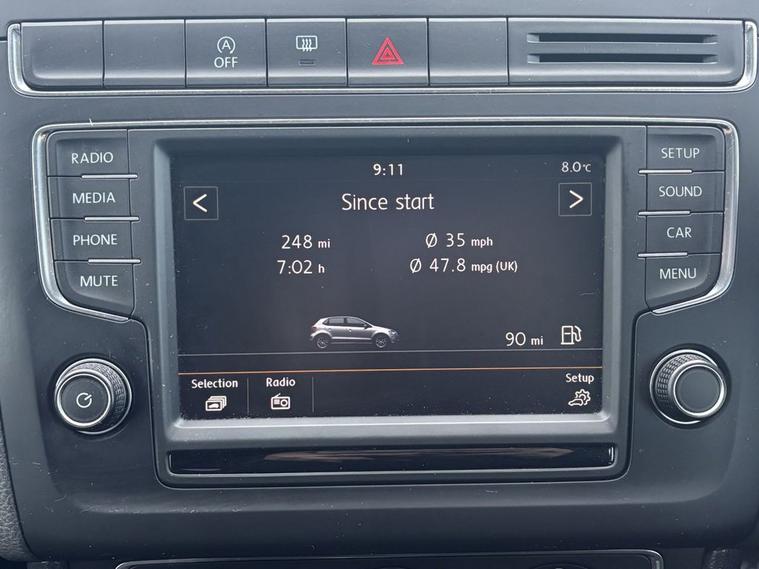 A
OFF
RADIO
MEDIA
PHONE
MUTE
9:11
8.0°C
<
Since start
>
248 mi
Ø 35 mph
7:02 h
Ø 47.8 mpg (UK)
90 mi
Selection
Radio
Setup
SETUP
SOUND
CAR
MENU